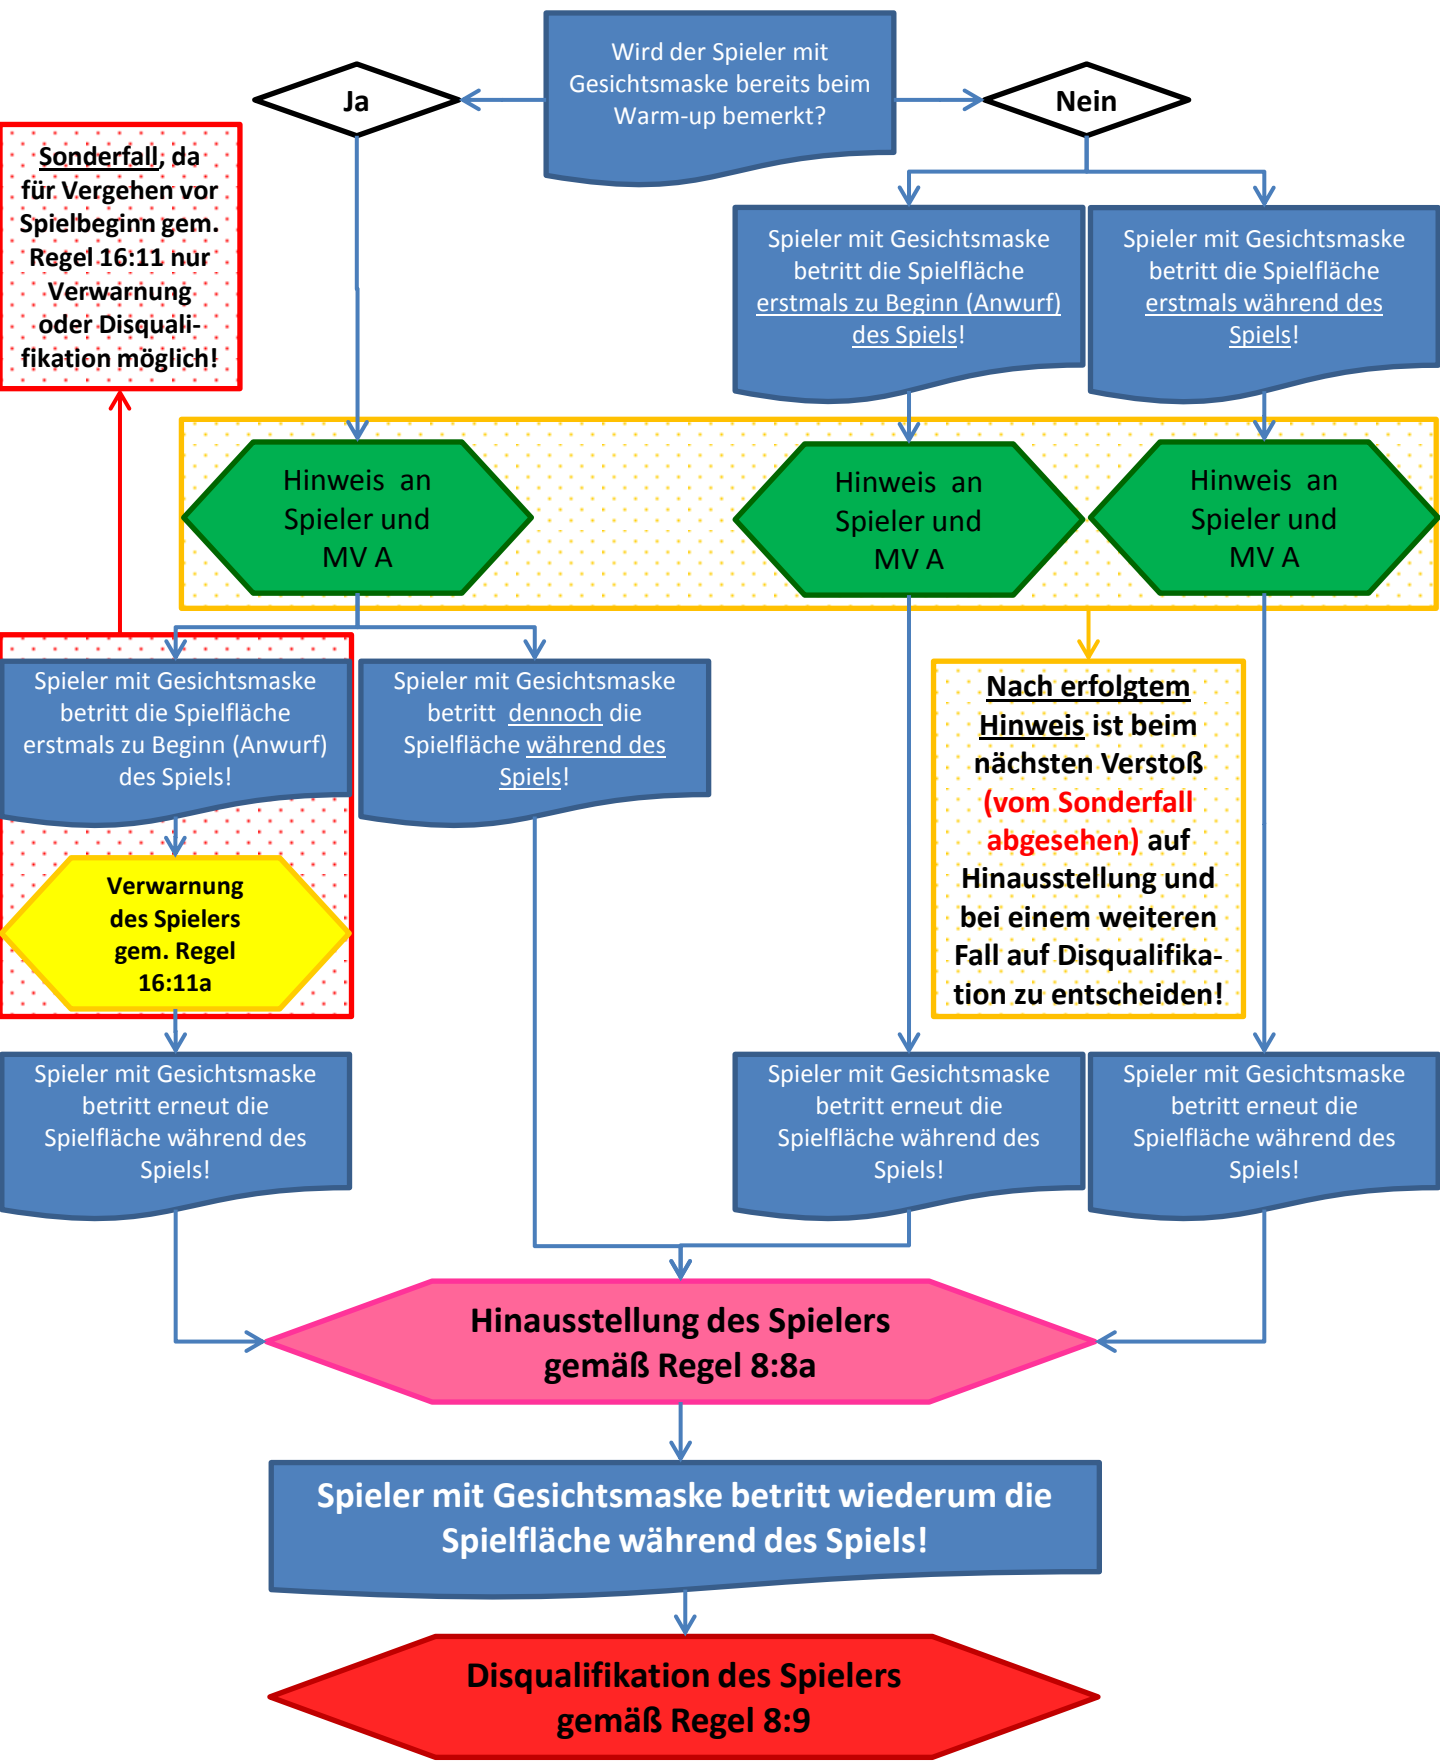 Wird der Spieler mit
Gesichtsmaske bereits beim
Warm-up bemerkt?
Ja
Nein
Sonderfall, da
für Vergehen vor
Spielbeginn gem.
Regel 16:11 nur
Verwarnung
oder Disquali-
fikation möglich!
Spieler mit Gesichtsmaske
betritt die Spielfläche
erstmals zu Beginn (Anwurf)
des Spiels!
Spieler mit Gesichtsmaske
betritt die Spielfläche
erstmals während des
Spiels!
Hinweis an
Spieler und
MV A
Hinweis an
Spieler und
MV A
Hinweis an
Spieler und
MV A
Spieler mit Gesichtsmaske
betritt die Spielfläche
erstmals zu Beginn (Anwurf)
des Spiels!
Spieler mit Gesichtsmaske
betritt dennoch die
Spielfläche während des
Spiels!
Nach erfolgtem
Hinweis ist beim
nächsten Verstoß
(vom Sonderfall
abgesehen) auf
Hinausstellung und
bei einem weiteren
Fall auf Disqualifika-
tion zu entscheiden!
Verwarnung
des Spielers
gem. Regel
16:11a
Spieler mit Gesichtsmaske
betritt erneut die
Spielfläche während des
Spiels!
Spieler mit Gesichtsmaske
betritt erneut die
Spielfläche während des
Spiels!
Spieler mit Gesichtsmaske
betritt erneut die
Spielfläche während des
Spiels!
Hinausstellung des Spielers
gemäß Regel 8:8a
Spieler mit Gesichtsmaske betritt wiederum die
Spielfläche während des Spiels!
Disqualifikation des Spielers
gemäß Regel 8:9